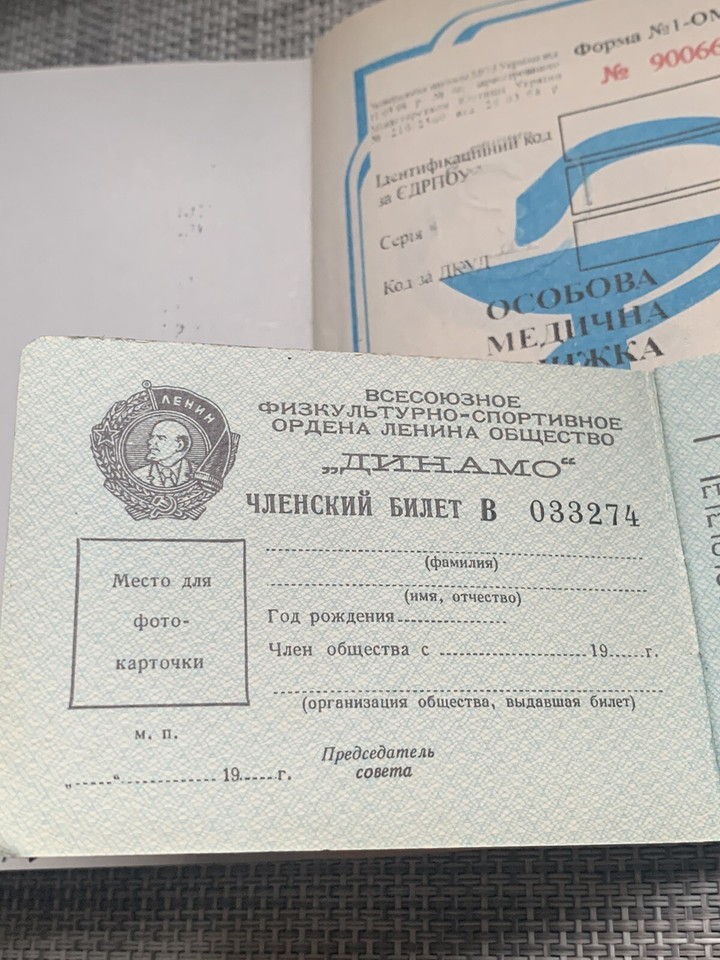 Форма №1-ОМ
№ 90066
Ідентифікаційний код
за ЄДРПОУ
Серія
Код за ДКУД
ОСОБОВА
МЕДИЧНА
ЛЕНИН
ВСЕСОЮЗНОЕ
ФИЗКУЛЬТУРНО-СПОРТИВНОЕ
ОРДЕНА ЛЕНИНА ОБЩЕСТВО
„ДИНАМО“
ЧЛЕНСКИЙ БИЛЕТ В 033274
Место для
фото-
карточки
(фамилия)
(имя, отчество)
Год рождения
Член общества с 19 г.
(организация общества, выдавшая билет)
м. п.
„ “ 19 г.
Председатель
совета